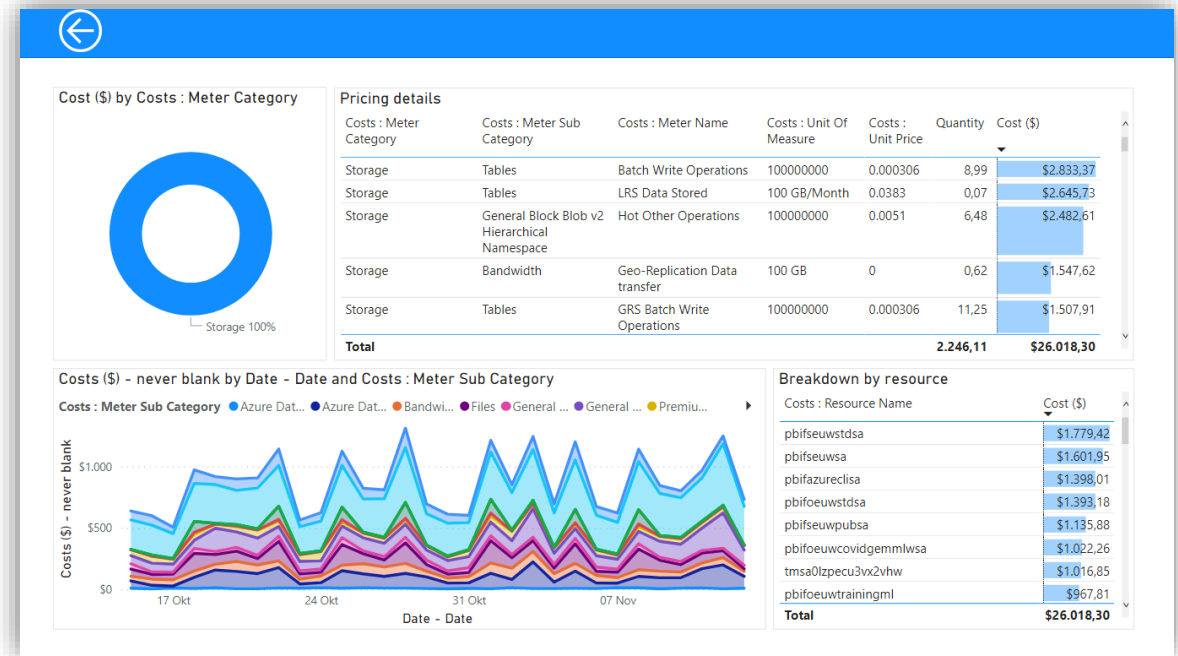 Cost ($) by Costs : Meter Category
Storage 100%
Pricing details
Costs : Meter Category Costs : Meter Sub Category Costs : Meter Name Costs : Unit Of Measure Costs : Unit Price Quantity Cost ($)
Storage Tables Batch Write Operations 100000000 0.000306 8,99 $2.833,37
Storage Tables LRS Data Stored 100 GB/Month 0.0383 0,07 $2.645,73
Storage General Block Blob v2 Hierarchical Namespace Hot Other Operations 100000000 0.0051 6,48 $2.482,61
Storage Bandwidth Geo-Replication Data transfer 100 GB 0 0,62 $1.547,62
Storage Tables GRS Batch Write Operations 100000000 0.000306 11,25 $1.507,91
Total 2.246,11 $26.018,30
Costs ($) - never blank by Date - Date and Costs : Meter Sub Category
Costs : Meter Sub Category Azure Dat... Azure Dat... Bandwi... Files General ... General ... Premiu...
Costs ($) - never blank
$1.000
$500
$0
17 Okt 24 Okt 31 Okt 07 Nov
Date - Date
Breakdown by resource
Costs : Resource Name Cost ($)
pbifseuwstdsa $1.779,42
pbifseuwsa $1.601,95
pbifazureclisa $1.398,01
pbifoeuwstdsa $1.393,18
pbifseuwpubsa $1.135,88
pbifoeuwcovidgemmlwsa $1.022,26
tmsa0lzpecu3vx2vhw $1.016,85
pbifoeuwtrainingml $967,81
Total $26.018,30